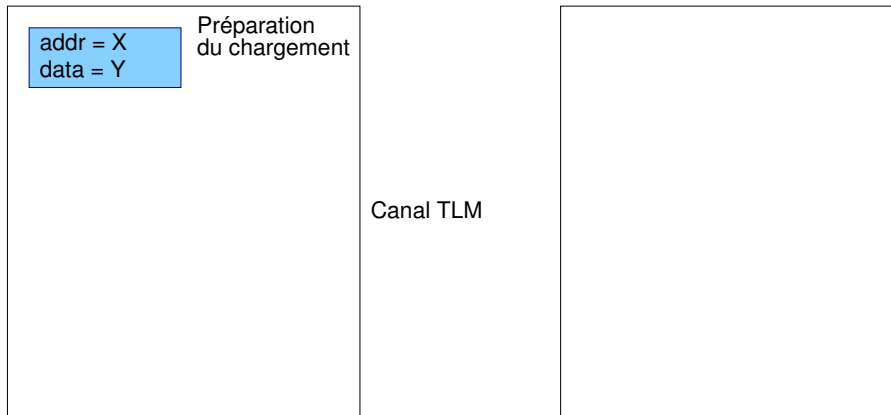 addr = X
data = Y
Préparation
du chargement
Canal TLM